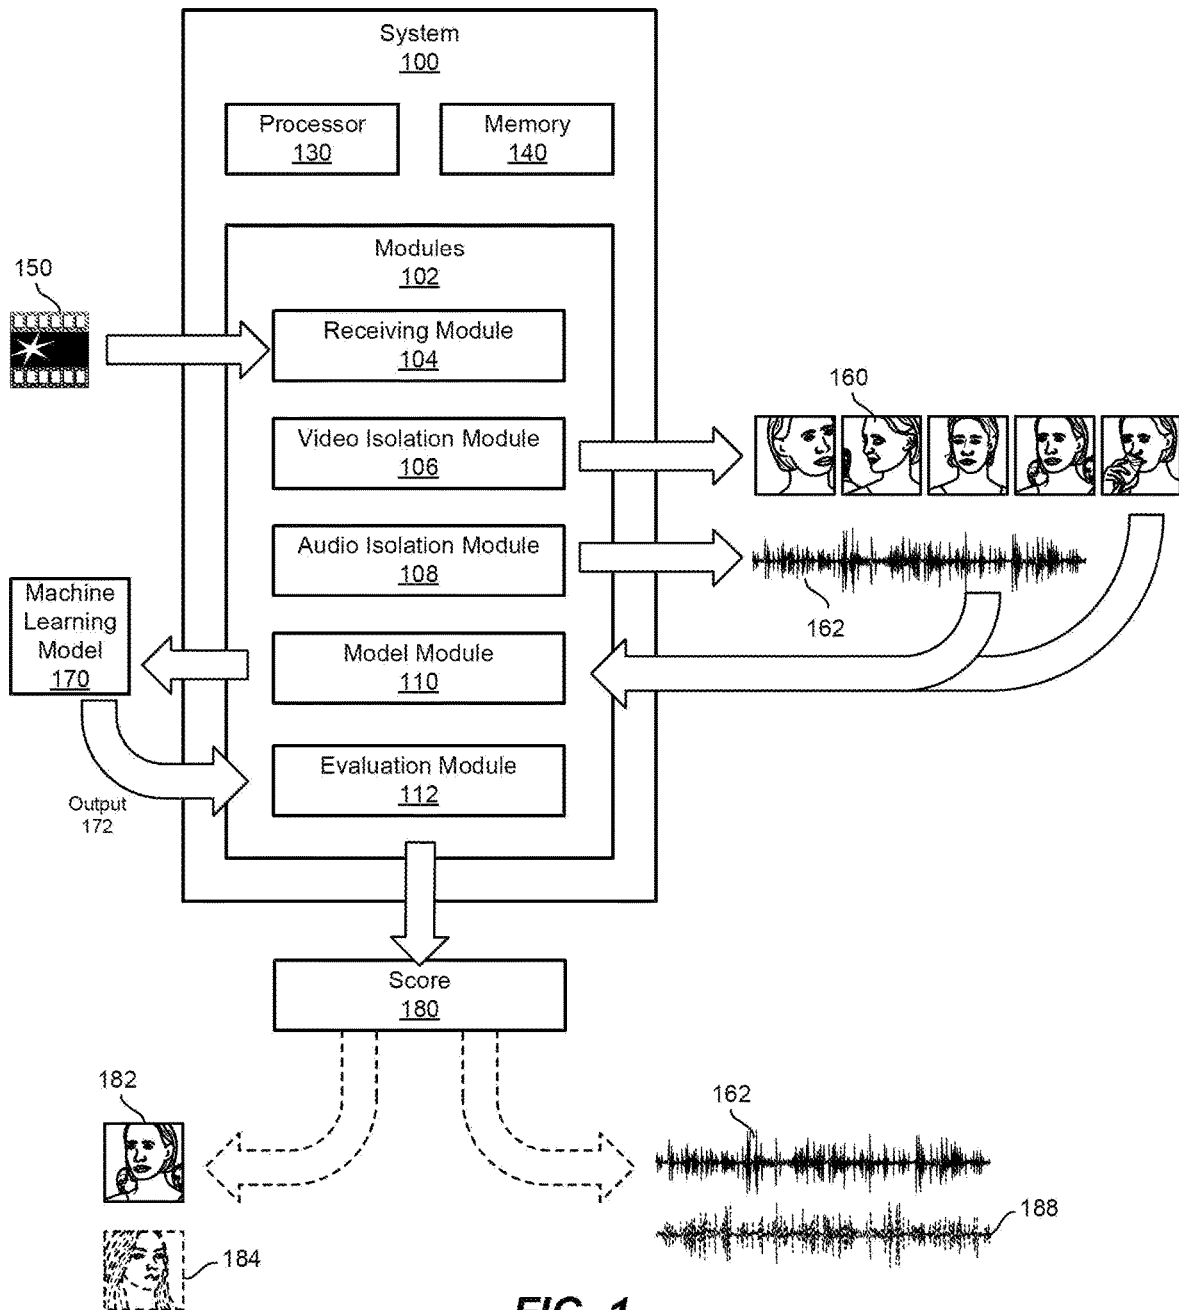 System
100
Processor
130
Memory
140
Modules
102
150
Receiving Module
104
160
Video Isolation Module
106
Audio Isolation Module
108
162
Machine
Learning
Model
170
Model Module
110
Evaluation Module
112
Output
172
Score
180
182
162
188
184
FIG. 1